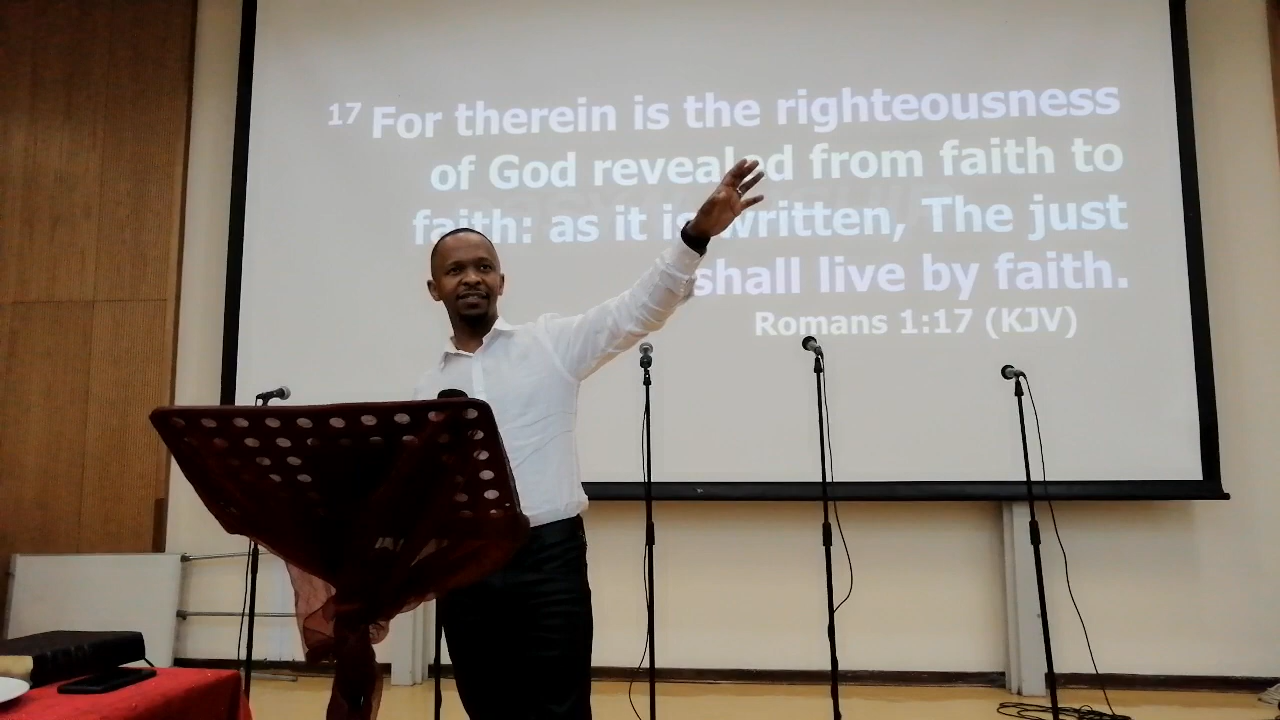 17 For therein is the righteousness
of God revealed from faith to
faith: as it is written, The just
shall live by faith.
Romans 1:17 (KJV)